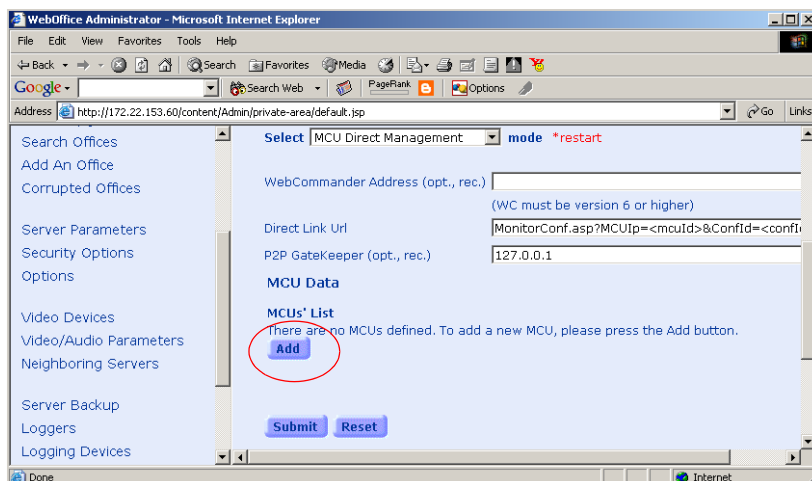 WebOffice Administrator - Microsoft Internet Explorer
File Edit View Favorites Tools Help
Back Search Favorites Media
Google Search Web PageRank Options
Address http://172.22.153.60/content/Admin/private-area/default.jsp Go Links
Search Offices
Add An Office
Corrupted Offices
Server Parameters
Security Options
Options
Video Devices
Video/Audio Parameters
Neighboring Servers
Server Backup
Loggers
Logging Devices
Select MCU Direct Management mode *restart
WebCommander Address (opt., rec.)
(WC must be version 6 or higher)
Direct Link Url MonitorConf.asp?MCUIp=<mcuId>&ConfId=<confI
P2P GateKeeper (opt., rec.) 127.0.0.1
MCU Data
MCUs' List
There are no MCUs defined. To add a new MCU, please press the Add button.
Add
Submit Reset
Done Internet